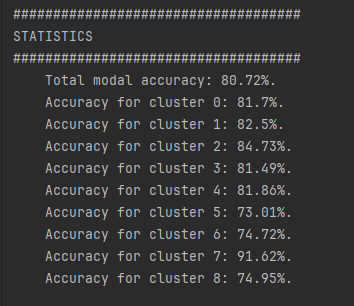 ###################################
STATISTICS
###################################
Total modal accuracy: 80.72%.
Accuracy for cluster 0: 81.7%.
Accuracy for cluster 1: 82.5%.
Accuracy for cluster 2: 84.73%.
Accuracy for cluster 3: 81.49%.
Accuracy for cluster 4: 81.86%.
Accuracy for cluster 5: 73.01%.
Accuracy for cluster 6: 74.72%.
Accuracy for cluster 7: 91.62%.
Accuracy for cluster 8: 74.95%.